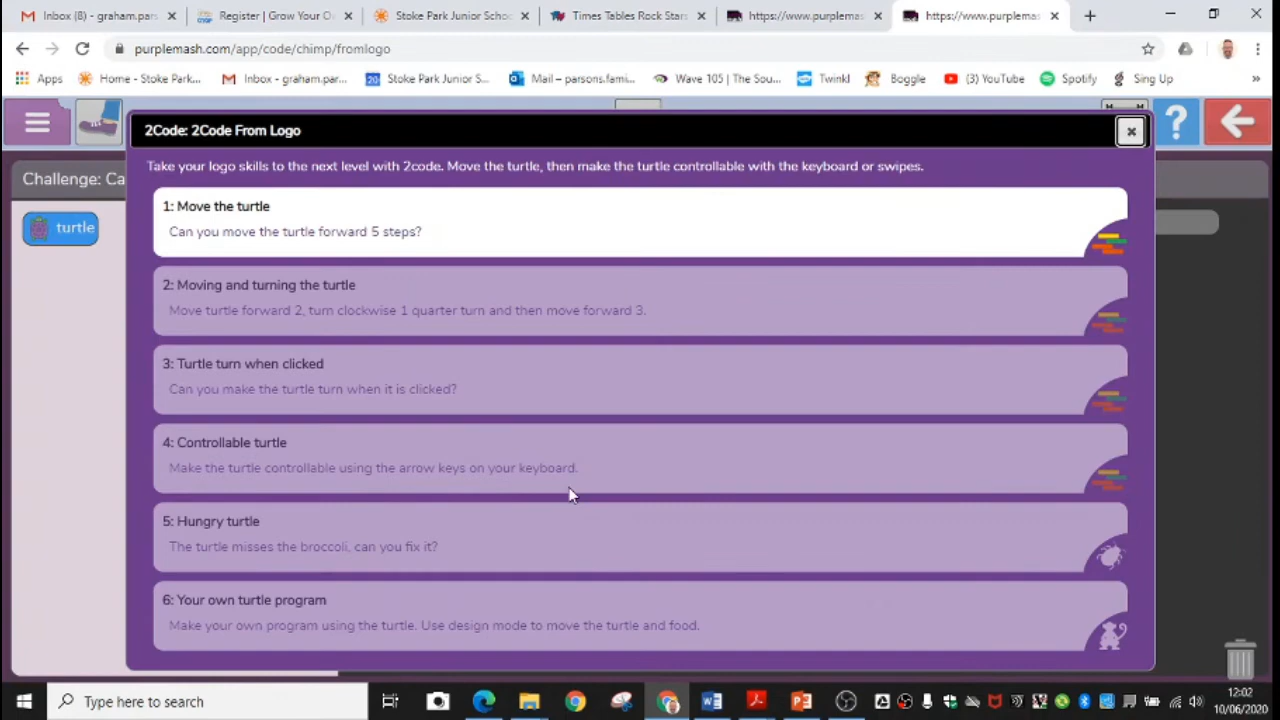 Inbox (8) - graham.pars
Register | Grow Your O
Stoke Park Junior Schoo
Times Tables Rock Stars
https://www.purplemas
https://www.purplemas
purplemash.com/app/code/chimp/fromlogo
Apps
Home - Stoke Park...
Inbox - graham.par...
Stoke Park Junior S...
Mail – parsons.fami...
Wave 105 | The Sou...
Twinkl
Boggle
(3) YouTube
Spotify
Sing Up
»
2Code: 2Code From Logo
Take your logo skills to the next level with 2code. Move the turtle, then make the turtle controllable with the keyboard or swipes.
Challenge: Ca
turtle
1: Move the turtle
Can you move the turtle forward 5 steps?
2: Moving and turning the turtle
Move turtle forward 2, turn clockwise 1 quarter turn and then move forward 3.
3: Turtle turn when clicked
Can you make the turtle turn when it is clicked?
4: Controllable turtle
Make the turtle controllable using the arrow keys on your keyboard.
5: Hungry turtle
The turtle misses the broccoli, can you fix it?
6: Your own turtle program
Make your own program using the turtle. Use design mode to move the turtle and food.
Type here to search
12:02
10/06/2020